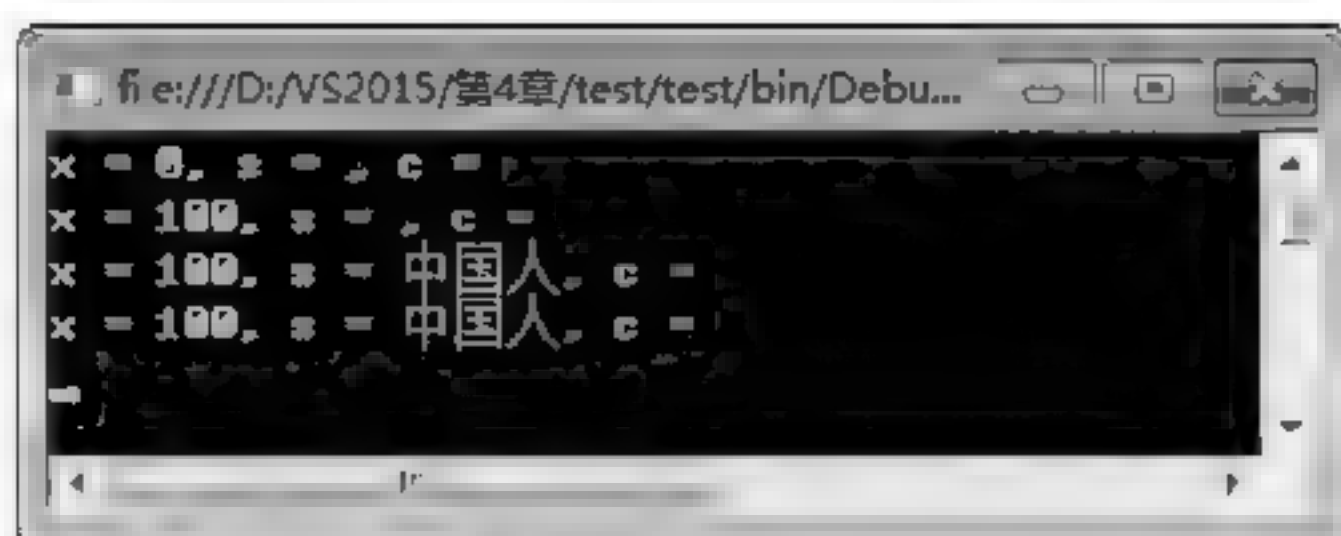 file:///D:/VS2015/第4章/test/test/bin/Debu...
x = 0, s = , c =
x = 100, s = , c =
x = 100, s = 中国人, c =
x = 100, s = 中国人, c =